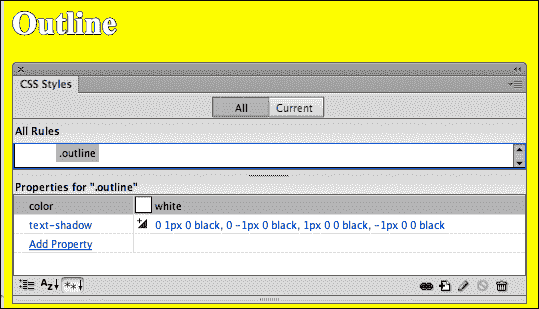 Outline
CSS Styles
All Current
All Rules
.outline
Properties for ".outline"
color white
text-shadow 0 1px 0 black, 0 -1px 0 black, 1px 0 0 black, -1px 0 0 black
Add Property